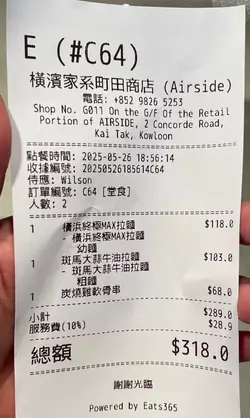 E (#C64)
橫濱家系町田商店 (Airside)
電話: +852 9826 5253
Shop No. G011 On the G/F Of the Retail
Portion of AIRSIDE, 2 Concorde Road,
Kai Tak, Kowloon
點餐時間: 2025-05-26 18:56:14
收據編號: 20250526185614C64
侍應: Wilson
訂單編號: C64 [堂食]
人數: 2
1 橫浜終極MAX拉麵 $118.0
- 橫浜終極MAX拉麵
幼麵
1 斑馬大蒜牛油拉麵 $103.0
- 斑馬大蒜牛油拉麵
粗麵
1 炭燒雞軟骨串 $68.0
小計 $289.0
服務費(10%) $28.9
總額 $318.0
謝謝光臨
Powered by Eats365